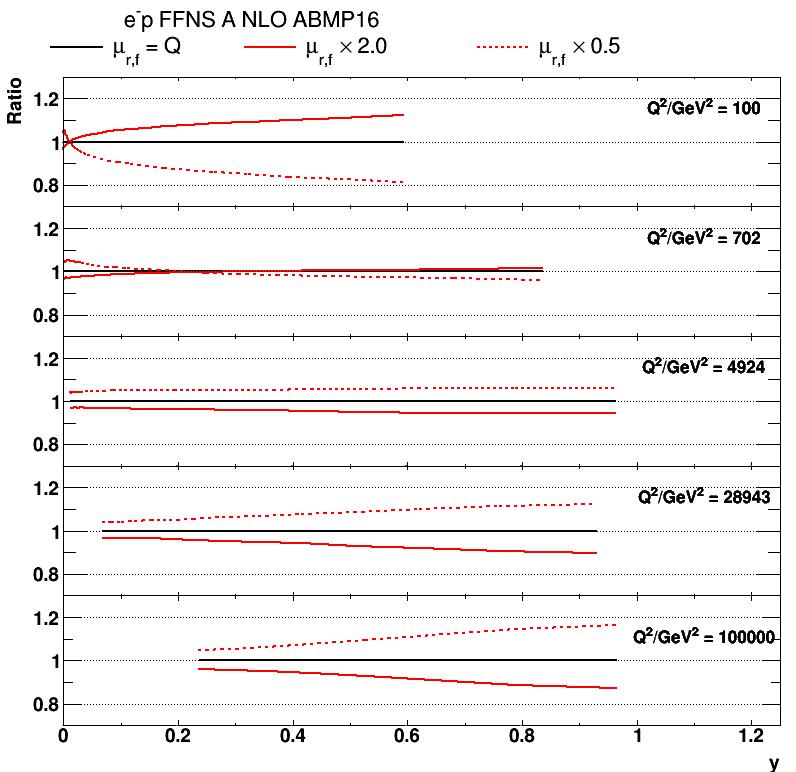 e⁻p FFNS A NLO ABMP16
μr,f = Q μr,f × 2.0 μr,f × 0.5
Ratio
1.2
Q²/GeV² = 100
1
0.8
1.2
Q²/GeV² = 702
1
0.8
1.2
Q²/GeV² = 4924
1
0.8
1.2
Q²/GeV² = 28943
1
0.8
1.2
Q²/GeV² = 100000
1
0.8
0 0.2 0.4 0.6 0.8 1 1.2
y